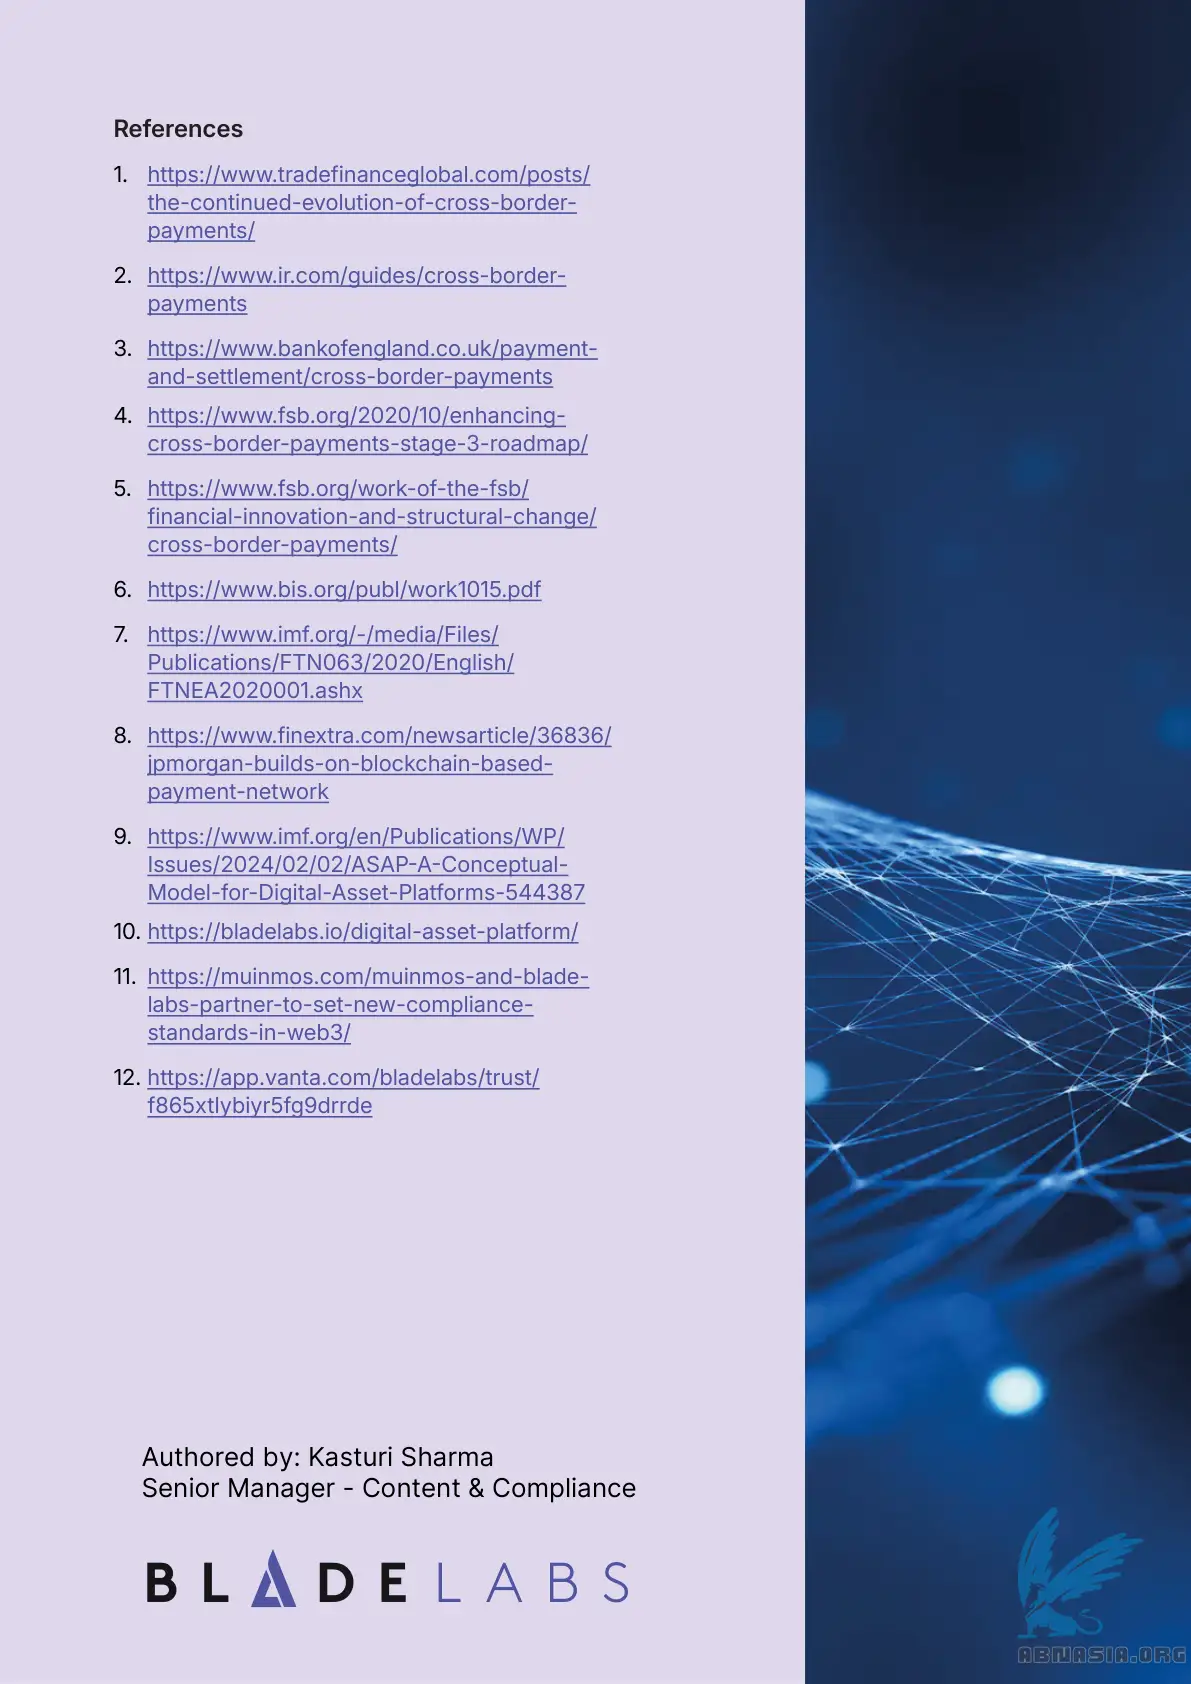 References
1. https://www.tradefinanceglobal.com/posts/
the-continued-evolution-of-cross-border-
payments/
2. https://www.ir.com/guides/cross-border-
payments
3. https://www.bankofengland.co.uk/payment-
and-settlement/cross-border-payments
4. https://www.fsb.org/2020/10/enhancing-
cross-border-payments-stage-3-roadmap/
5. https://www.fsb.org/work-of-the-fsb/
financial-innovation-and-structural-change/
cross-border-payments/
6. https://www.bis.org/publ/work1015.pdf
7. https://www.imf.org/-/media/Files/
Publications/FTN063/2020/English/
FTNEA2020001.ashx
8. https://www.finextra.com/newsarticle/36836/
jpmorgan-builds-on-blockchain-based-
payment-network
9. https://www.imf.org/en/Publications/WP/
Issues/2024/02/02/ASAP-A-Conceptual-
Model-for-Digital-Asset-Platforms-544387
10. https://bladelabs.io/digital-asset-platform/
11. https://muinmos.com/muinmos-and-blade-
labs-partner-to-set-new-compliance-
standards-in-web3/
12. https://app.vanta.com/bladelabs/trust/
f865xtlybiyr5fg9drrde
Authored by: Kasturi Sharma
Senior Manager - Content & Compliance
BLADELABS
ABNASIA.ORG